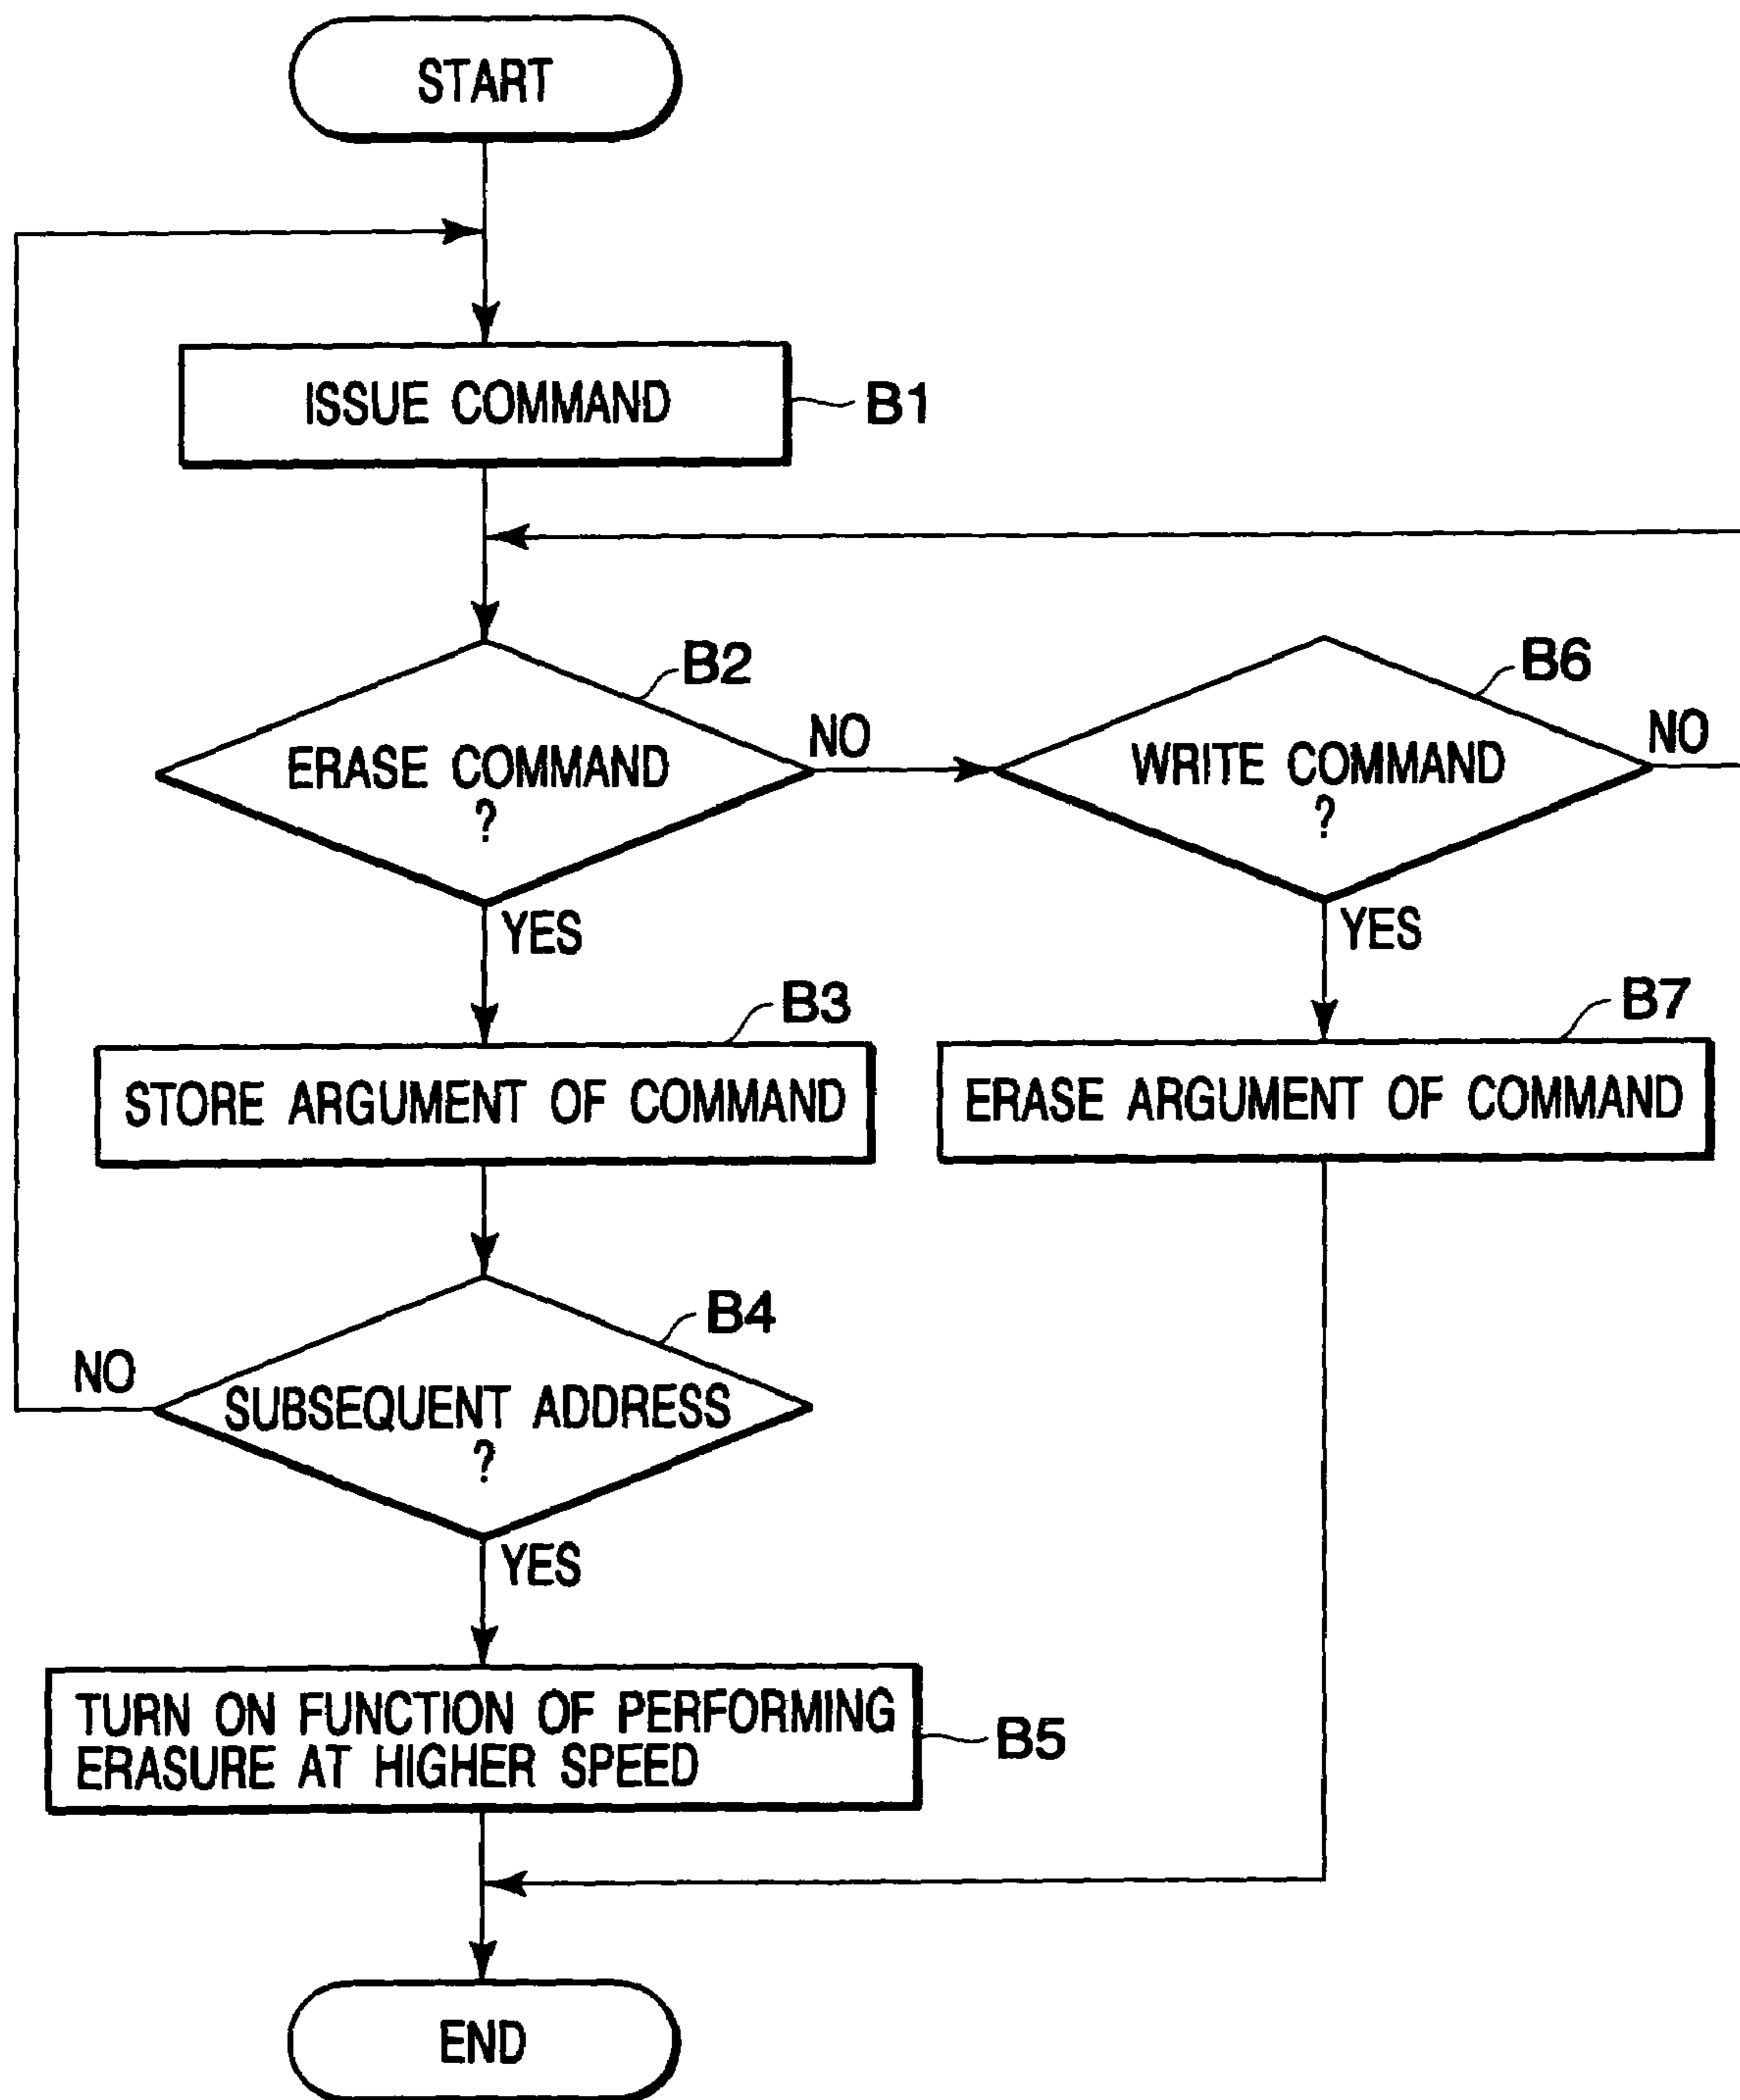 START
ISSUE COMMAND
B1
B2
ERASE COMMAND
?
NO
YES
B6
WRITE COMMAND
?
NO
YES
B3
STORE ARGUMENT OF COMMAND
B7
ERASE ARGUMENT OF COMMAND
B4
SUBSEQUENT ADDRESS
?
NO
YES
TURN ON FUNCTION OF PERFORMING
ERASURE AT HIGHER SPEED
B5
END